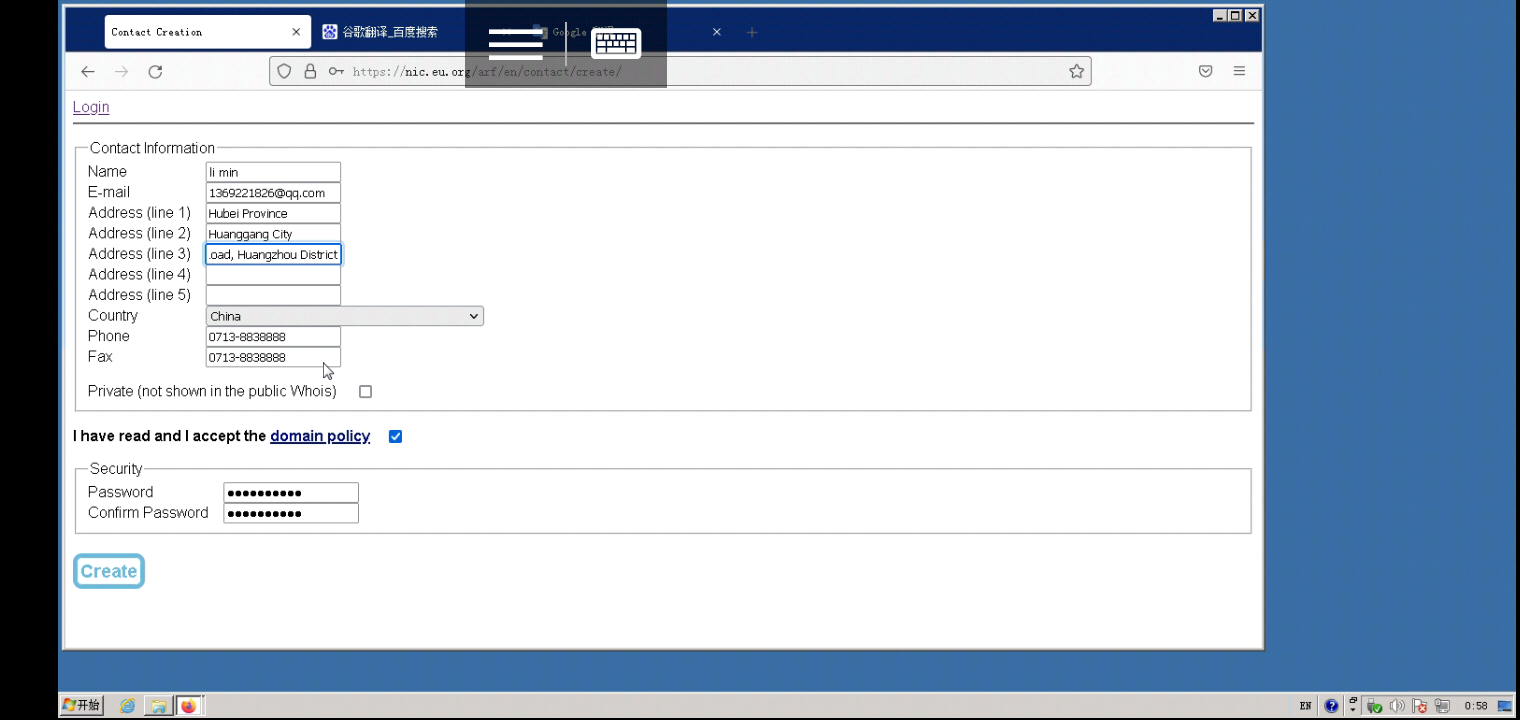 Contact Creation
谷歌翻译_百度搜索
Google
https://nic.eu.org/arf/en/contact/create/
Login
Contact Information
Name li min
E-mail 1369221826@qq.com
Address (line 1) Hubei Province
Address (line 2) Huanggang City
Address (line 3) oad, Huangzhou District
Address (line 4)
Address (line 5)
Country China
Phone 0713-8838888
Fax 0713-8838888
Private (not shown in the public Whois)
I have read and I accept the domain policy
Security
Password ●●●●●●●●●●
Confirm Password ●●●●●●●●●●
Create
开始
EN
0:58